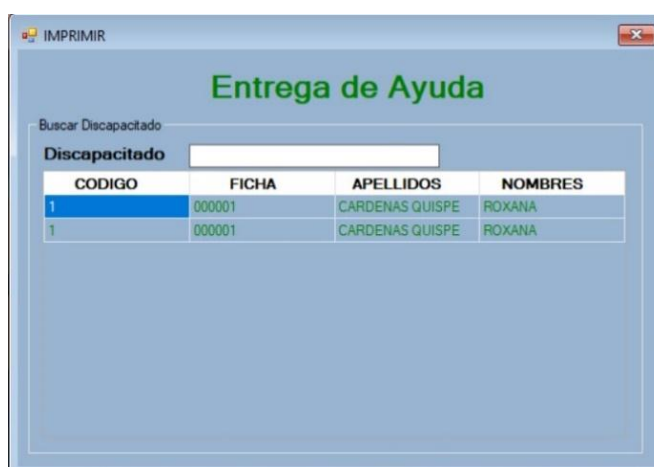 IMPRIMIR
Entrega de Ayuda
Buscar Discapacitado
Discapacitado
CODIGO FICHA APELLIDOS NOMBRES
1 000001 CARDENAS QUISPE ROXANA
1 000001 CARDENAS QUISPE ROXANA